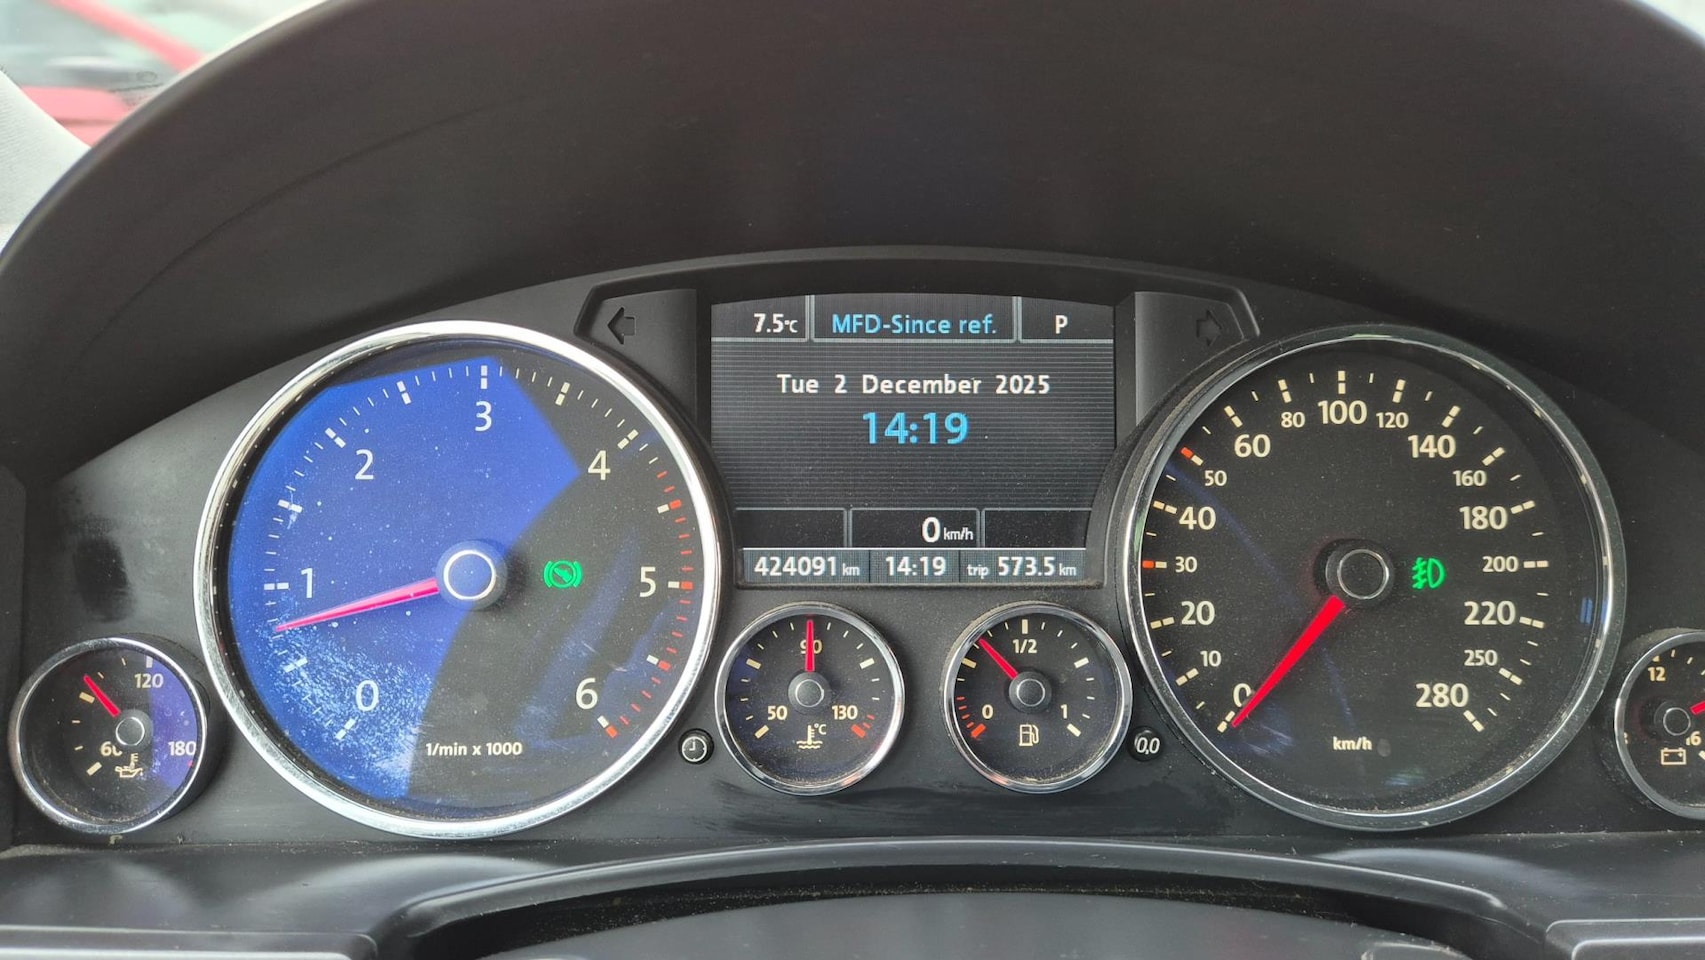 7.5°C MFD-Since ref. P
Tue 2 December 2025
14:19
0 km/h
424091 km 14:19 trip 573.5 km
0 1 2 3 4 5 6
1/min x 1000
60 120 180
50 90 130
°C
0 1/2 1
0.0
0 10 20 30 40 50 60 80 100 120 140 160 180 200 220 250 280
km/h
12 16